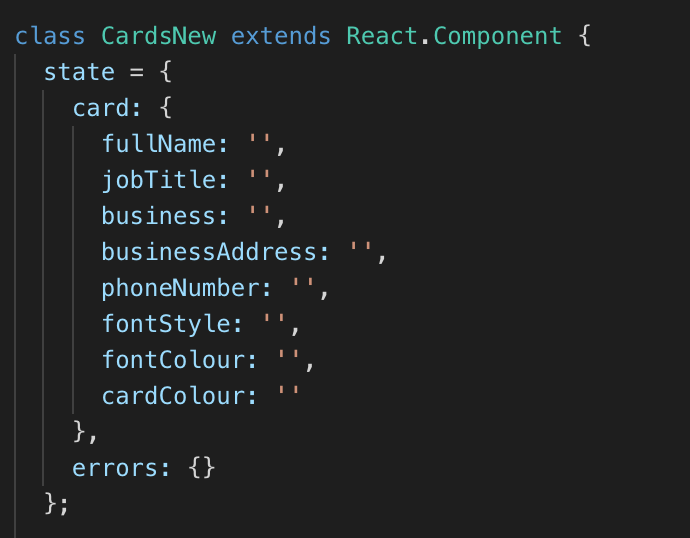 class CardsNew extends React.Component {
  state = {
    card: {
      fullName: '',
      jobTitle: '',
      business: '',
      businessAddress: '',
      phoneNumber: '',
      fontStyle: '',
      fontColour: '',
      cardColour: ''
    },
    errors: {}
  };